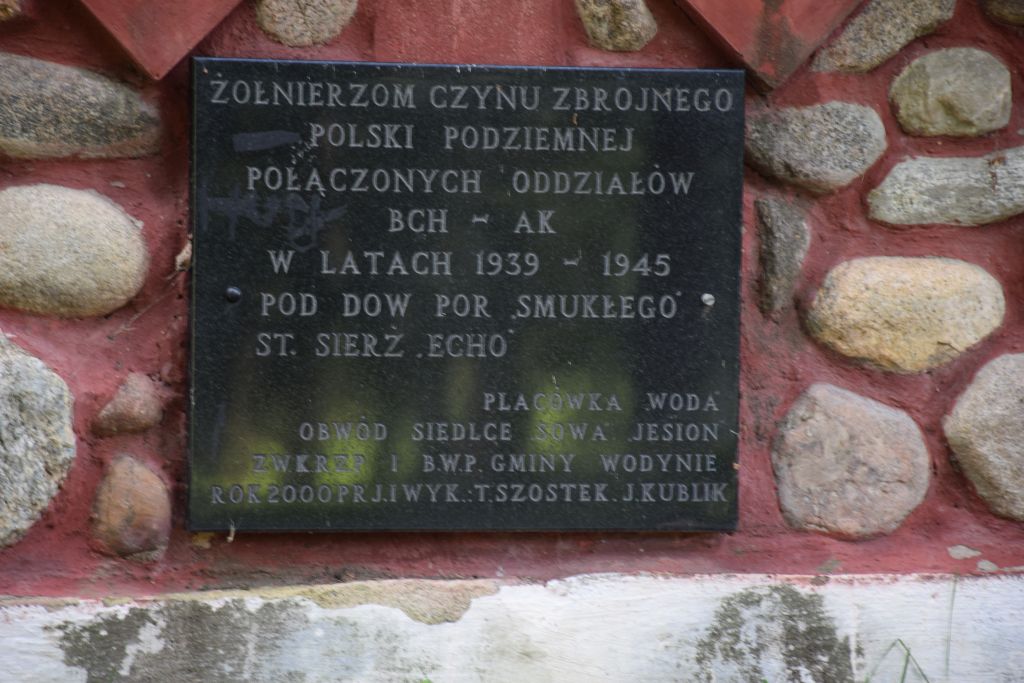 ŻOŁNIERZOM CZYNU ZBROJNEGO
POLSKI PODZIEMNEJ
POŁĄCZONYCH ODDZIAŁÓW
BCH - AK
W LATACH 1939 - 1945
POD DOW POR "SMUKŁEGO"
ST. SIERŻ "ECHO"
PLACÓWKA "WODA"
OBWÓD SIEDLCE "SOWA" "JESION"
ZW.K.RZP I B.W.P. GMINY WODYNIE
ROK 2000 PRJ.I WYK.: T.SZOSTEK. J.KUBLIK